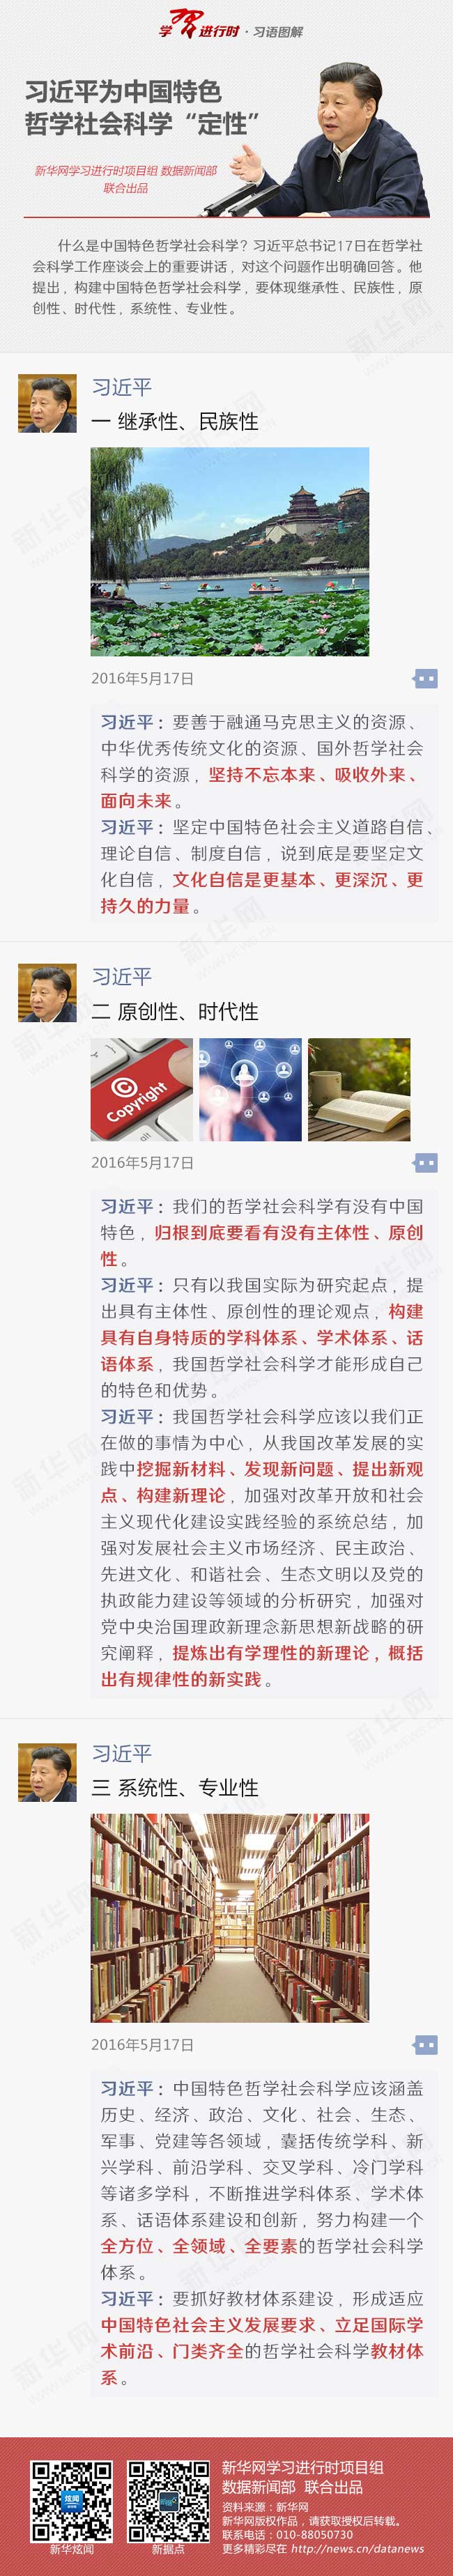 学习进行时·习语图解
习近平为中国特色
哲学社会科学“定性”
新华网学习进行时项目组 数据新闻部
联合出品
什么是中国特色哲学社会科学？习近平总书记17日在哲学社
会科学工作座谈会上的重要讲话，对这个问题作出明确回答。他
提出，构建中国特色哲学社会科学，要体现继承性、民族性，原
创性、时代性，系统性、专业性。
习近平
一 继承性、民族性
2016年5月17日
习近平：要善于融通马克思主义的资源、
中华优秀传统文化的资源、国外哲学社会
科学的资源，坚持不忘本来、吸收外来、
面向未来。
习近平：坚定中国特色社会主义道路自信、
理论自信、制度自信，说到底是要坚定文
化自信，文化自信是更基本、更深沉、更
持久的力量。
习近平
二 原创性、时代性
Copyright
alt
2016年5月17日
习近平：我们的哲学社会科学有没有中国
特色，归根到底要看有没有主体性、原创
性。
习近平：只有以我国实际为研究起点，提
出具有主体性、原创性的理论观点，构建
具有自身特质的学科体系、学术体系、话
语体系，我国哲学社会科学才能形成自己
的特色和优势。
习近平：我国哲学社会科学应该以我们正
在做的事情为中心，从我国改革发展的实
践中挖掘新材料、发现新问题、提出新观
点、构建新理论，加强对改革开放和社会
主义现代化建设实践经验的系统总结，加
强对发展社会主义市场经济、民主政治、
先进文化、和谐社会、生态文明以及党的
执政能力建设等领域的分析研究，加强对
党中央治国理政新理念新思想新战略的研
究阐释，提炼出有学理性的新理论，概括
出有规律性的新实践。
习近平
三 系统性、专业性
2016年5月17日
习近平：中国特色哲学社会科学应该涵盖
历史、经济、政治、文化、社会、生态、
军事、党建等各领域，囊括传统学科、新
兴学科、前沿学科、交叉学科、冷门学科
等诸多学科，不断推进学科体系、学术体
系、话语体系建设和创新，努力构建一个
全方位、全领域、全要素的哲学社会科学
体系。
习近平：要抓好教材体系建设，形成适应
中国特色社会主义发展要求、立足国际学
术前沿、门类齐全的哲学社会科学教材体
系。
新华网学习进行时项目组
数据新闻部 联合出品
资料来源：新华网
新华网版权作品，请获取授权后转载。
联系电话：010-88050730
更多精彩尽在 http://news.cn/datanews
炫闻
新华炫闻
新据点
新华网
WWW.NEWS.CN